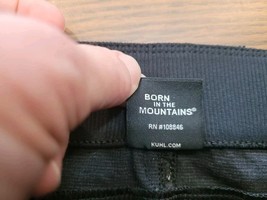 BORN
IN THE
MOUNTAINS®
RN #108846
KUHL.COM